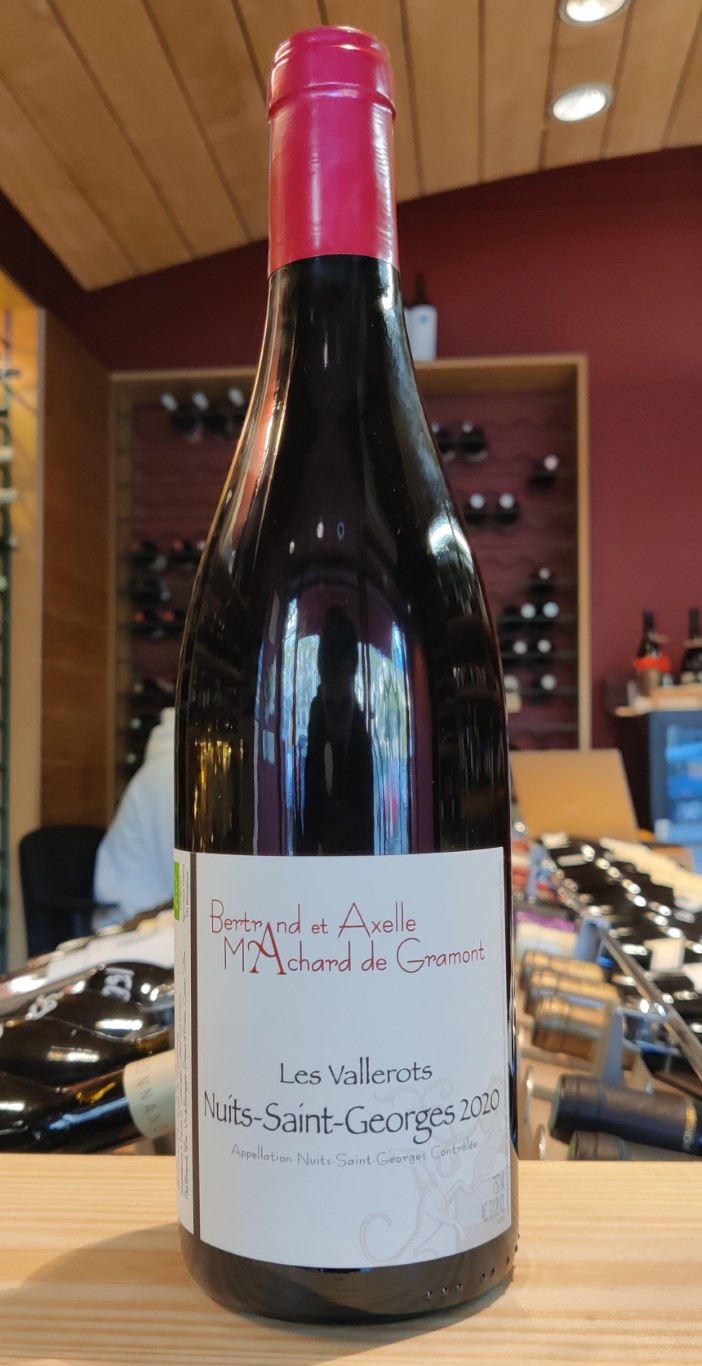 Bertrand et Axelle
MAchard de Gramont
Les Vallerots
Nuits-Saint-Georges 2020
Appellation Nuits-Saint-Georges Contrôlée